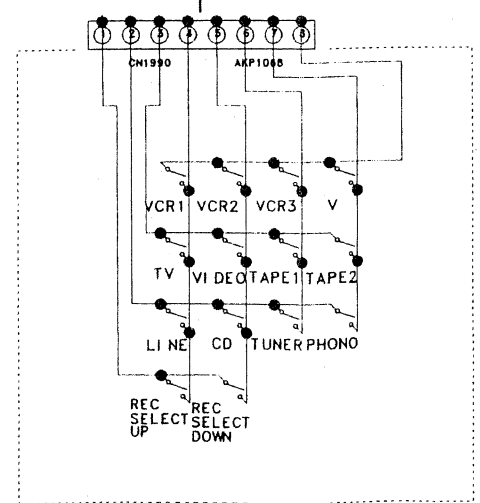 1 2 3 4 5 6 7 8
CN1990 AKP1068
VCR1 VCR2 VCR3 V
TV VIDEO TAPE1 TAPE2
LINE CD TUNER PHONO
REC SELECT UP
REC SELECT DOWN